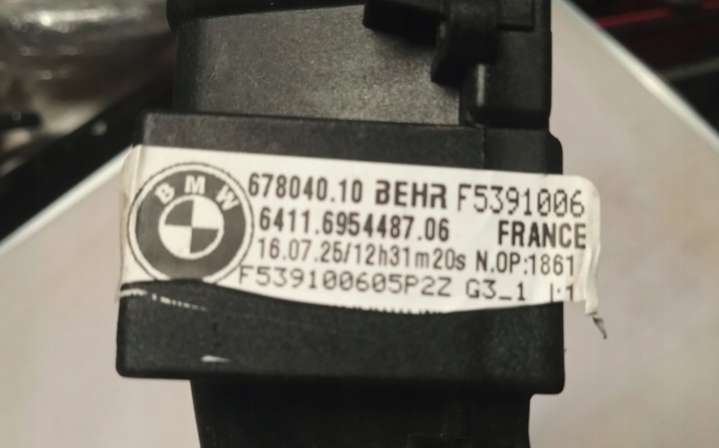 BMW
678040.10 BEHR F5391006
6411.6954487.06 FRANCE
16.07.25/12h31m20s N.OP:1861
F539100605P2Z G3_1